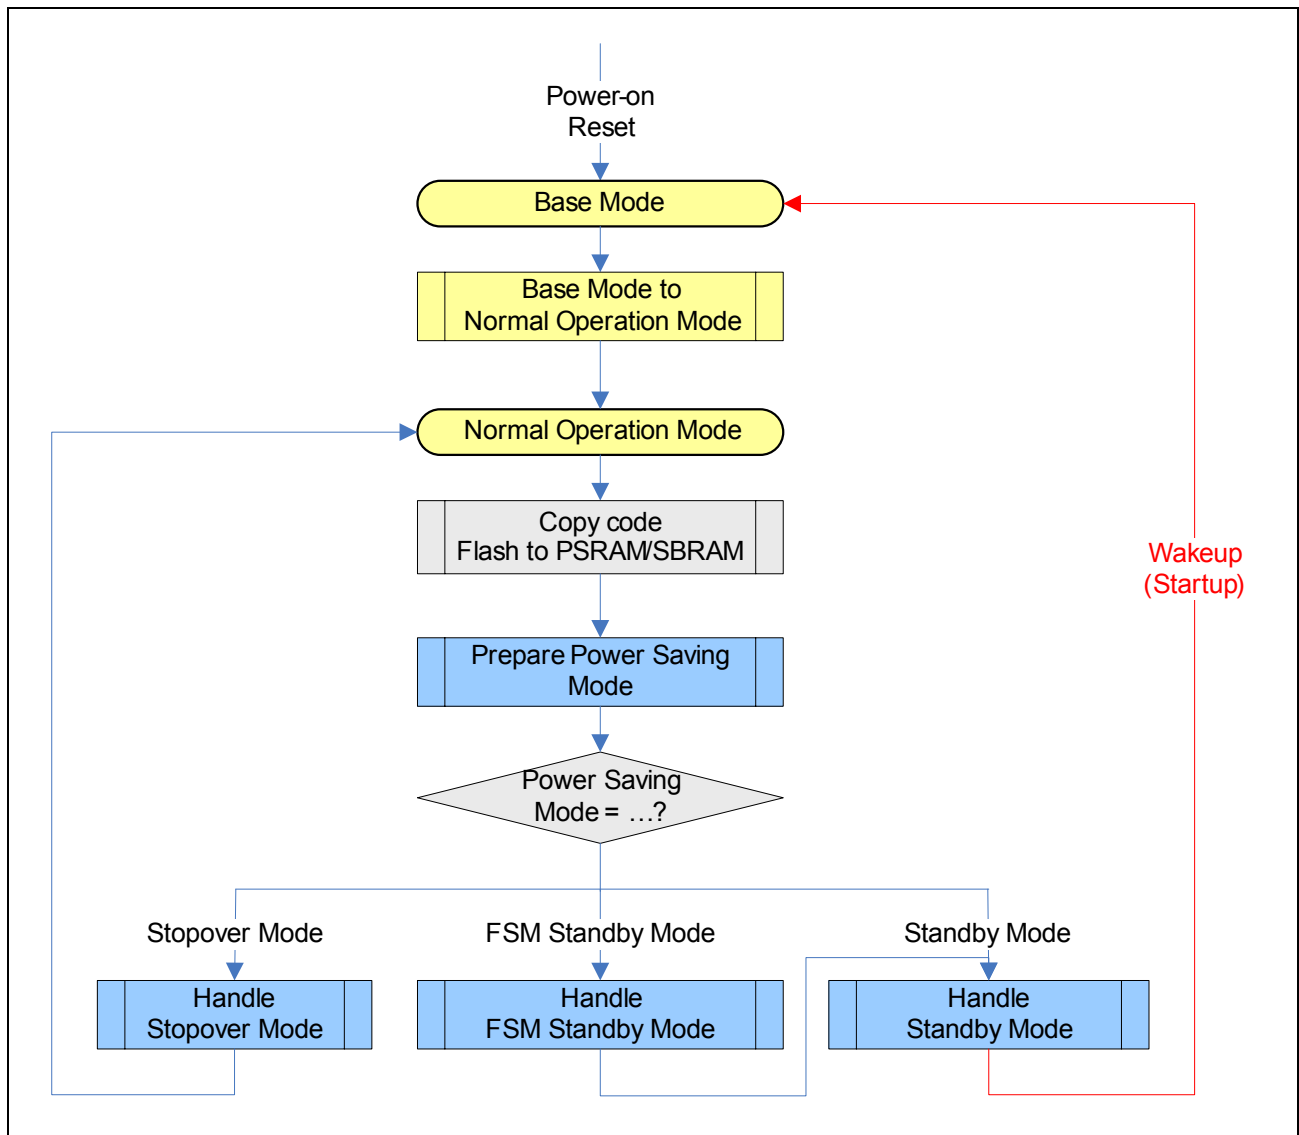 Power-on
Reset
Base Mode
Base Mode to
Normal Operation Mode
Normal Operation Mode
Copy code
Flash to PSRAM/SBRAM
Wakeup
(Startup)
Prepare Power Saving
Mode
Power Saving
Mode = …?
Stopover Mode
FSM Standby Mode
Standby Mode
Handle
Stopover Mode
Handle
FSM Standby Mode
Handle
Standby Mode